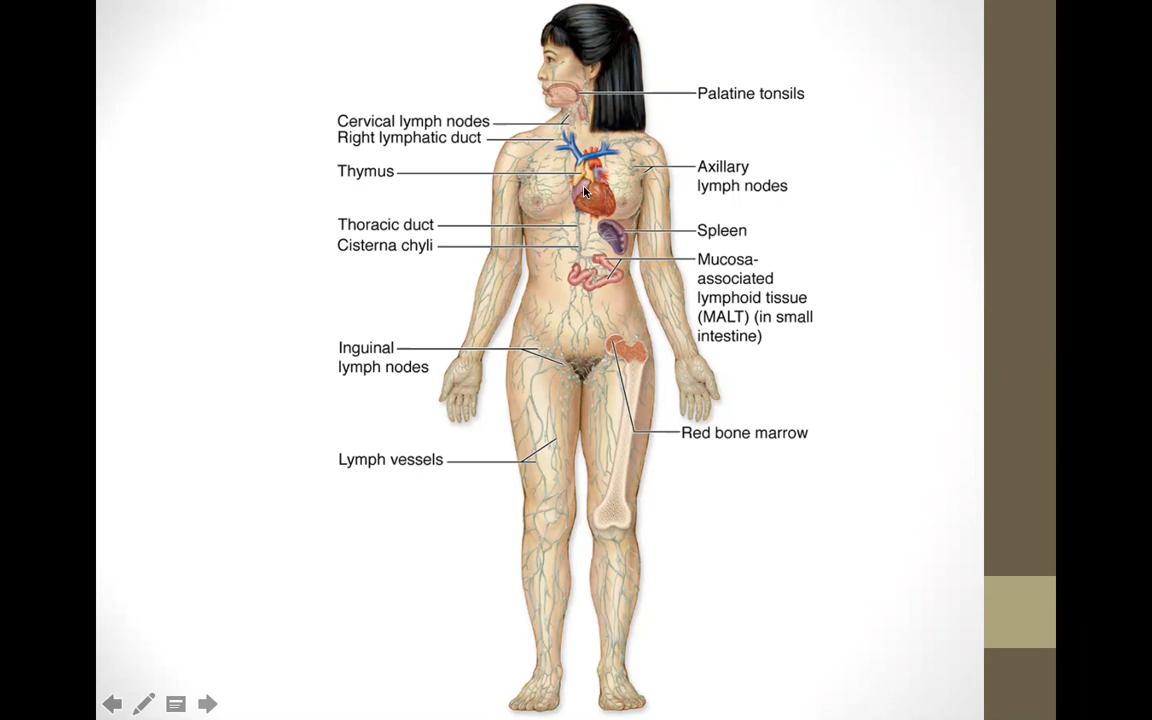 Palatine tonsils
Cervical lymph nodes
Right lymphatic duct
Thymus
Axillary
lymph nodes
Thoracic duct
Cisterna chyli
Spleen
Mucosa-
associated
lymphoid tissue
(MALT) (in small
intestine)
Inguinal
lymph nodes
Red bone marrow
Lymph vessels